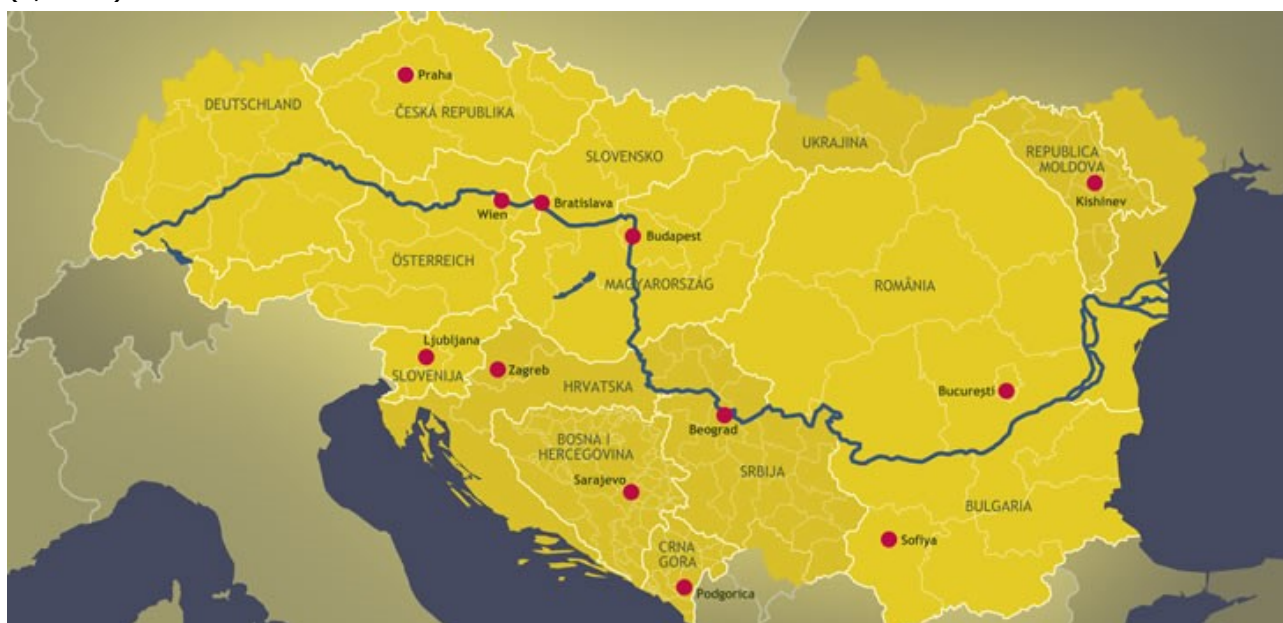 Praha
DEUTSCHLAND
ČESKÁ REPUBLIKA
SLOVENSKO
UKRAJINA
REPUBLICA
MOLDOVA
Kishinev
Wien
Bratislava
Budapest
ÖSTERREICH
MAGYARORSZÁG
ROMÂNIA
Ljubljana
SLOVENIJA
Zagreb
HRVATSKA
București
Beograd
BOSNA I
HERCEGOVINA
Sarajevo
SRBIJA
BULGARIA
Sofiya
CRNA
GORA
Podgorica